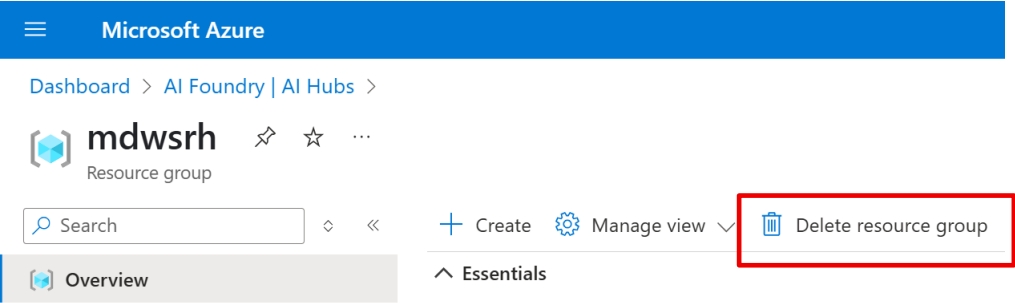 Microsoft Azure
Dashboard > AI Foundry | AI Hubs >
mdwsrh
Resource group
Search
Create Manage view Delete resource group
Overview
Essentials